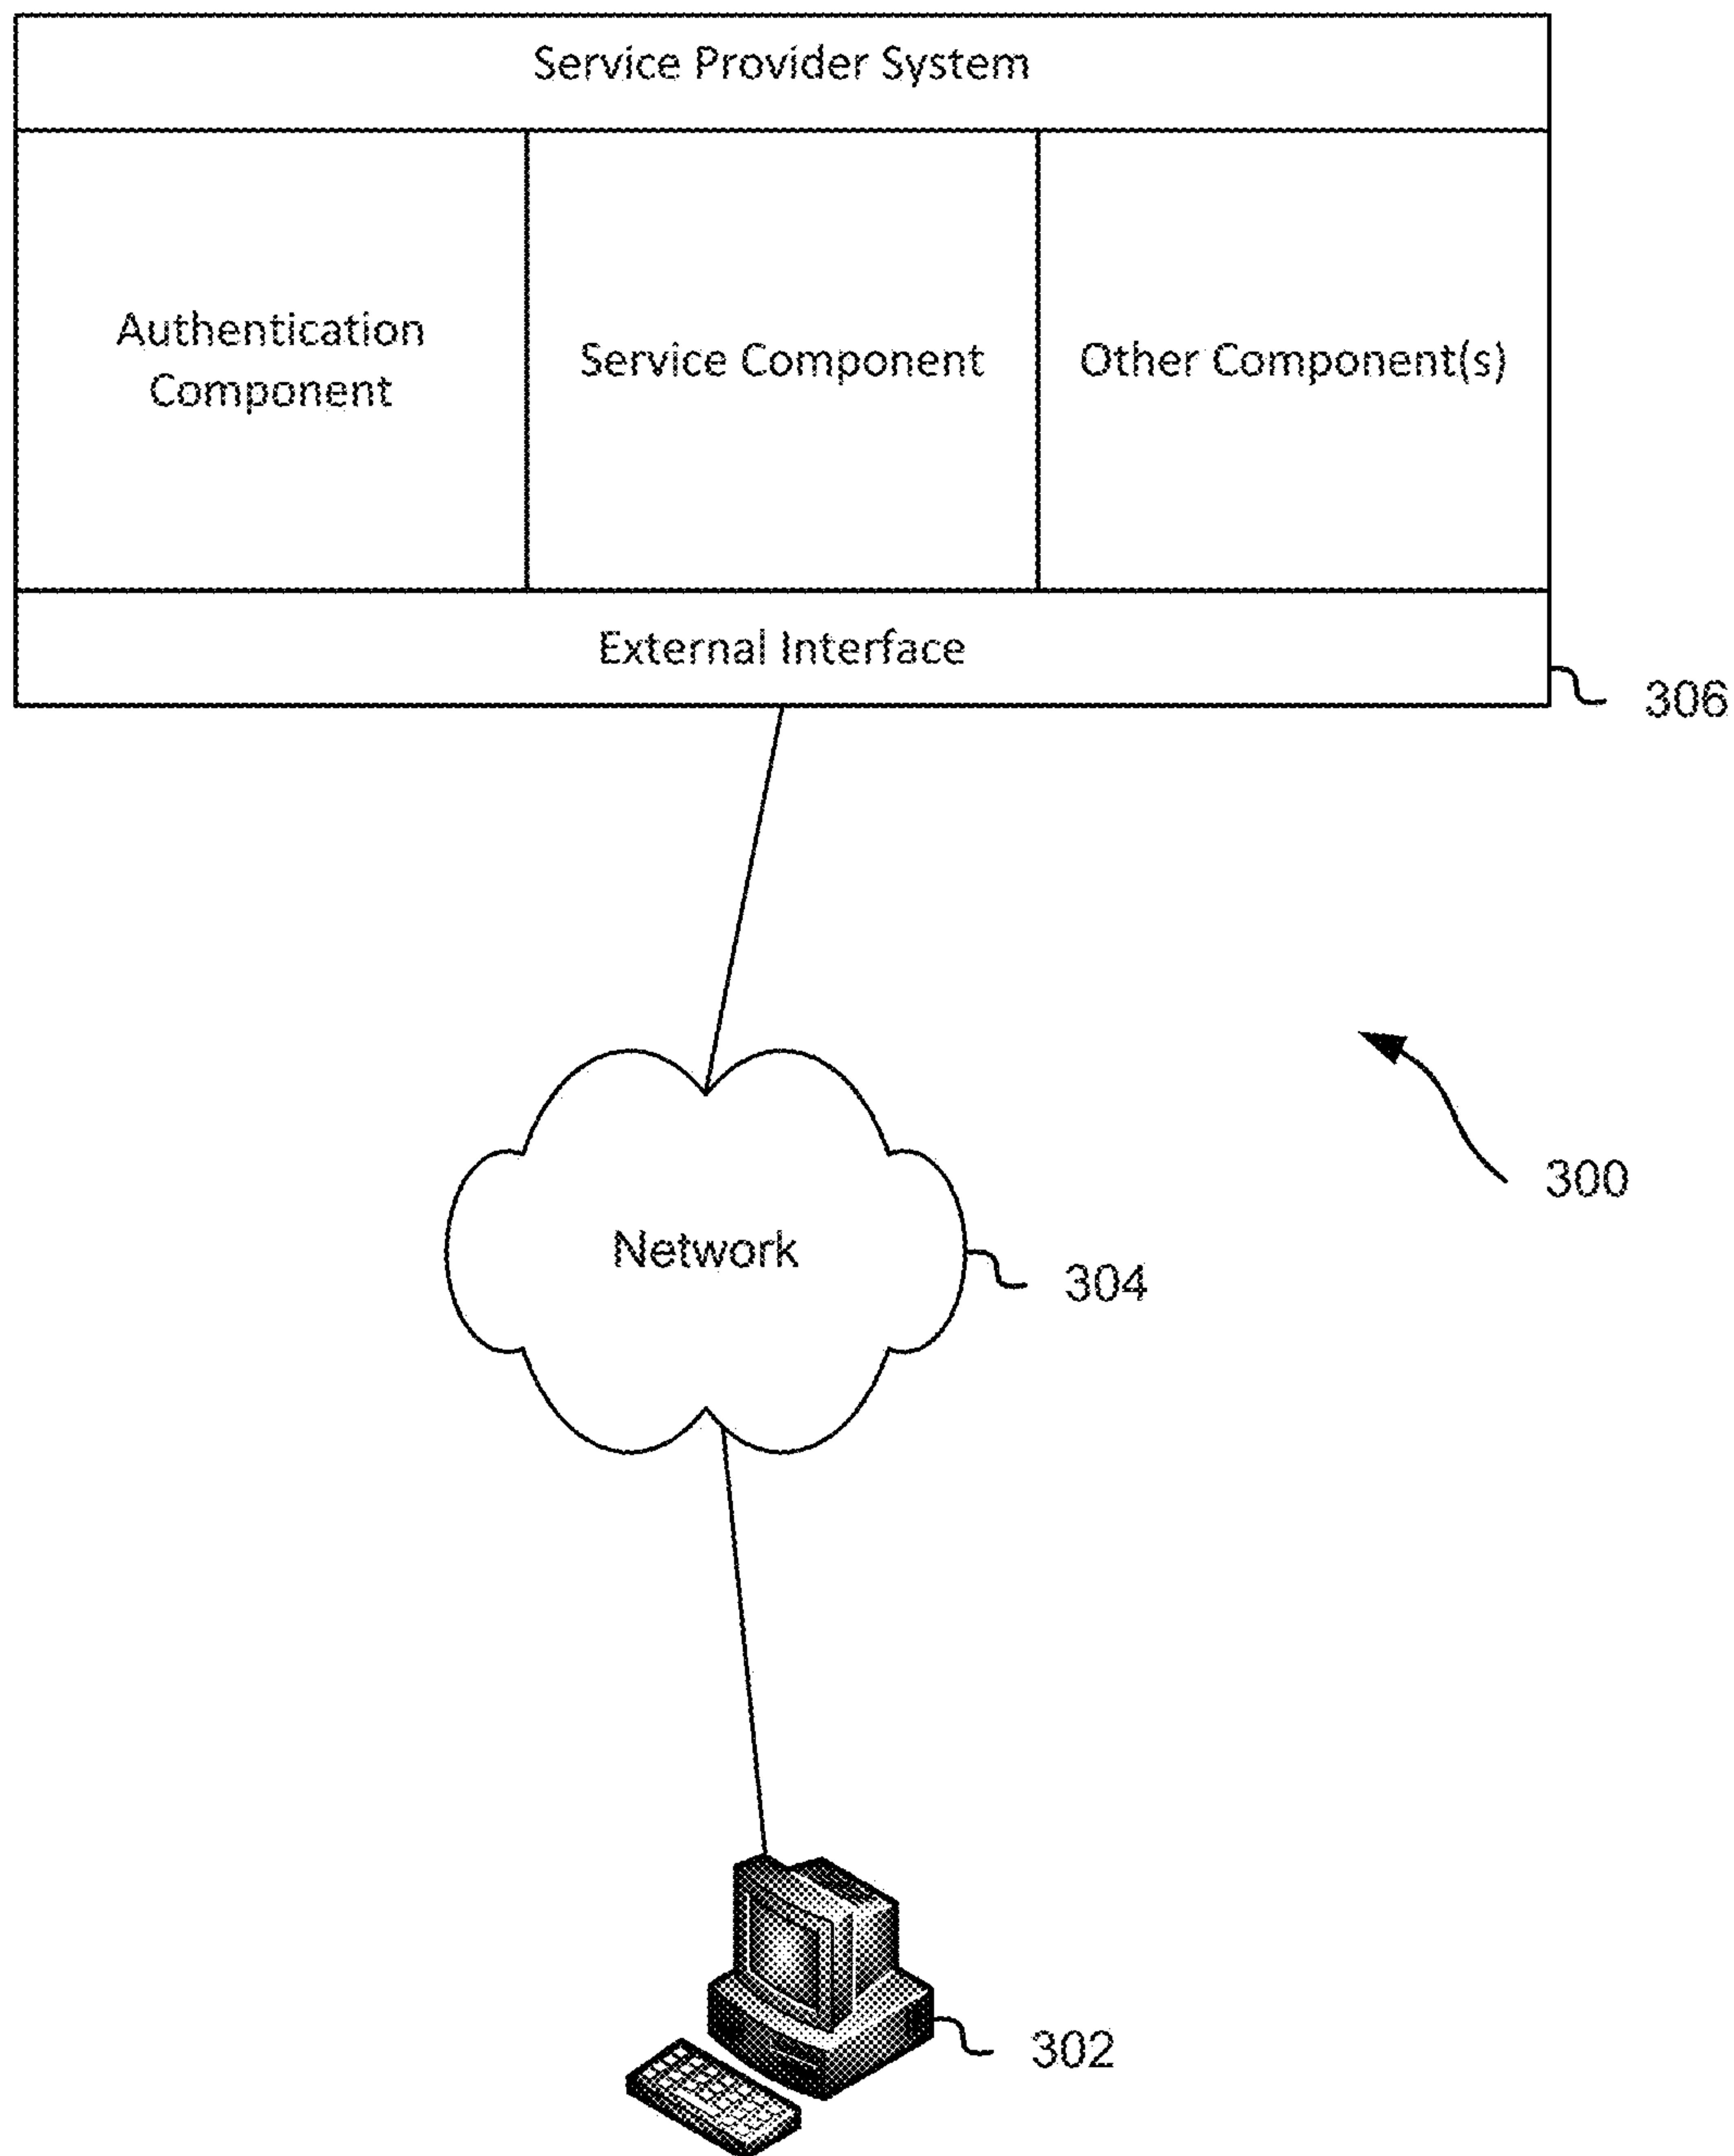 Service Provider System
Authentication
Component
Service Component
Other Component(s)
External Interface
306
300
Network
304
302